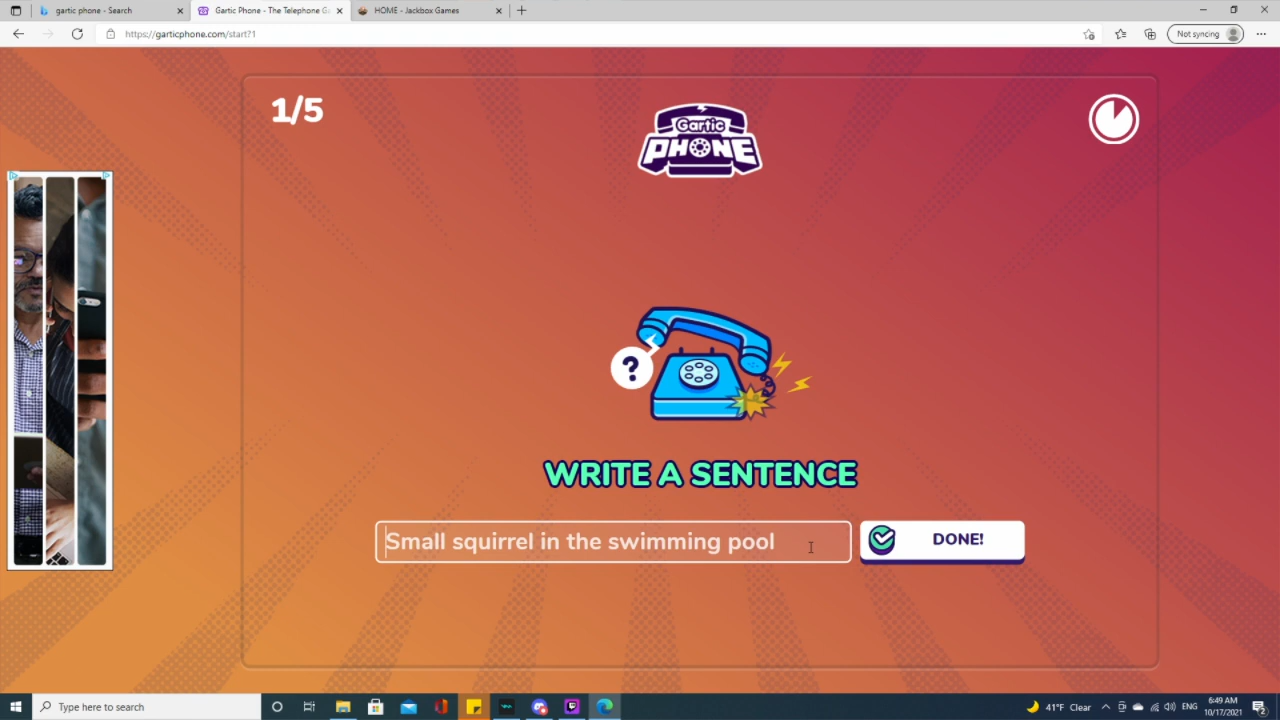 gartic phone - Search
Gartic Phone - The Telephone Ga
HOME - Jackbox Games
https://garticphone.com/start?1
Not syncing
1/5
Gartic
PHONE
?
WRITE A SENTENCE
Small squirrel in the swimming pool
DONE!
Type here to search
41°F Clear
ENG
6:49 AM
10/17/2021
2